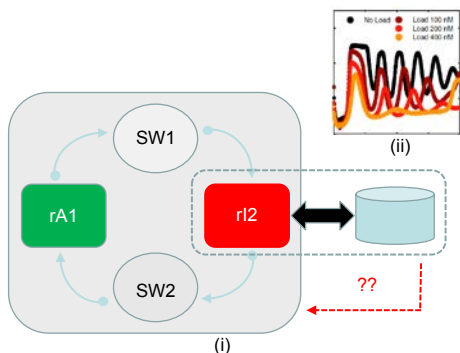 No Load
Load 100 nM
Load 200 nM
Load 400 nM
(ii)
SW1
rA1
rI2
SW2
??
(i)